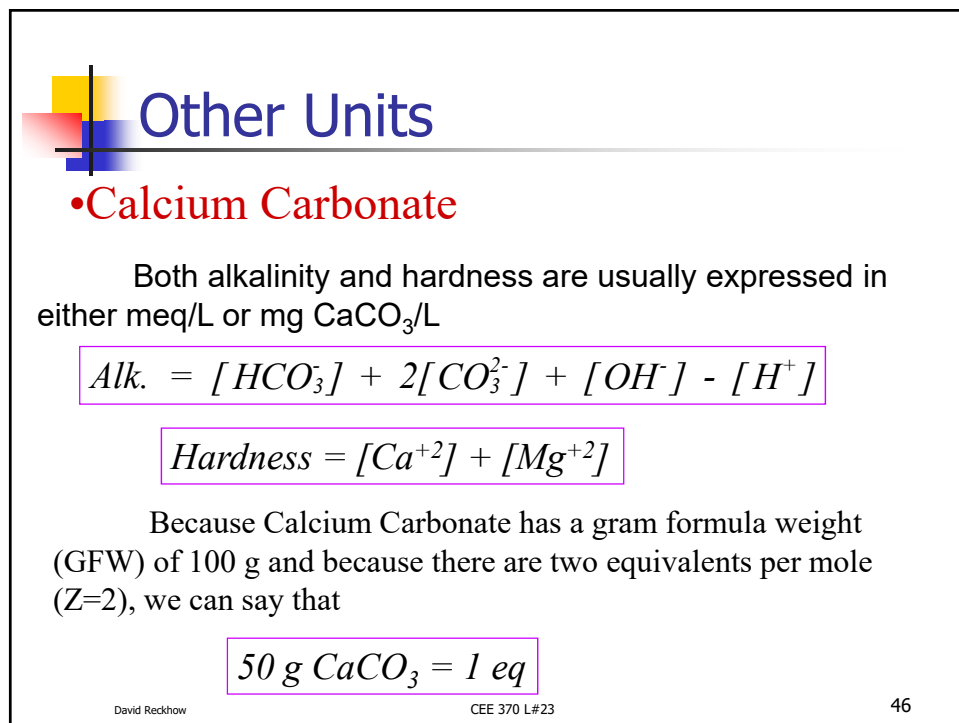 Other Units
•Calcium Carbonate
Both alkalinity and hardness are usually expressed in
either meq/L or mg CaCO₃/L
Alk. = [HCO₃⁻] + 2[CO₃²⁻] + [OH⁻] - [H⁺]
Hardness = [Ca⁺²] + [Mg⁺²]
Because Calcium Carbonate has a gram formula weight
(GFW) of 100 g and because there are two equivalents per mole
(Z=2), we can say that
50 g CaCO₃ = 1 eq
David Reckhow CEE 370 L#23 46